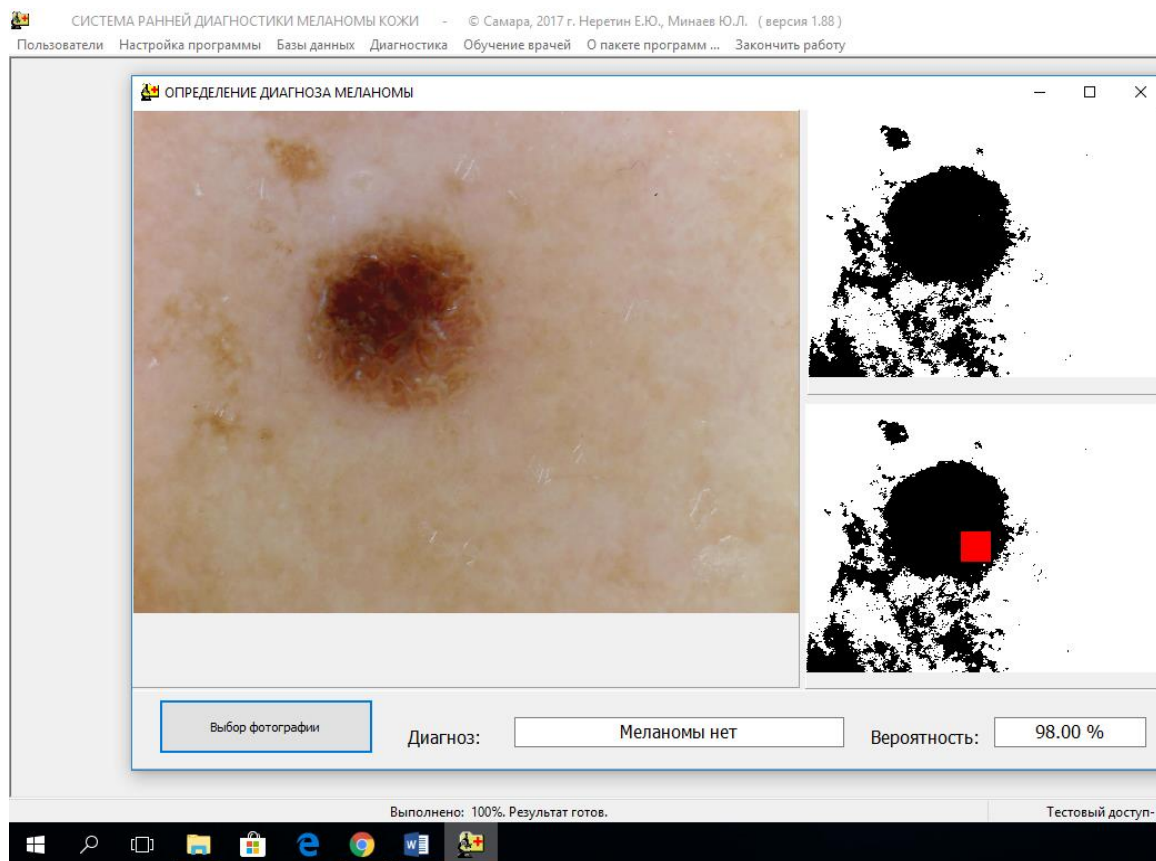 СИСТЕМА РАННЕЙ ДИАГНОСТИКИ МЕЛАНОМЫ КОЖИ - © Самара, 2017 г. Неретин Е.Ю., Минаев Ю.Л. ( версия 1.88 )
Пользователи Настройка программы Базы данных Диагностика Обучение врачей О пакете программ ... Закончить работу
ОПРЕДЕЛЕНИЕ ДИАГНОЗА МЕЛАНОМЫ
Выбор фотографии
Диагноз: Меланомы нет Вероятность: 98.00 %
Выполнено: 100%. Результат готов. Тестовый доступ-